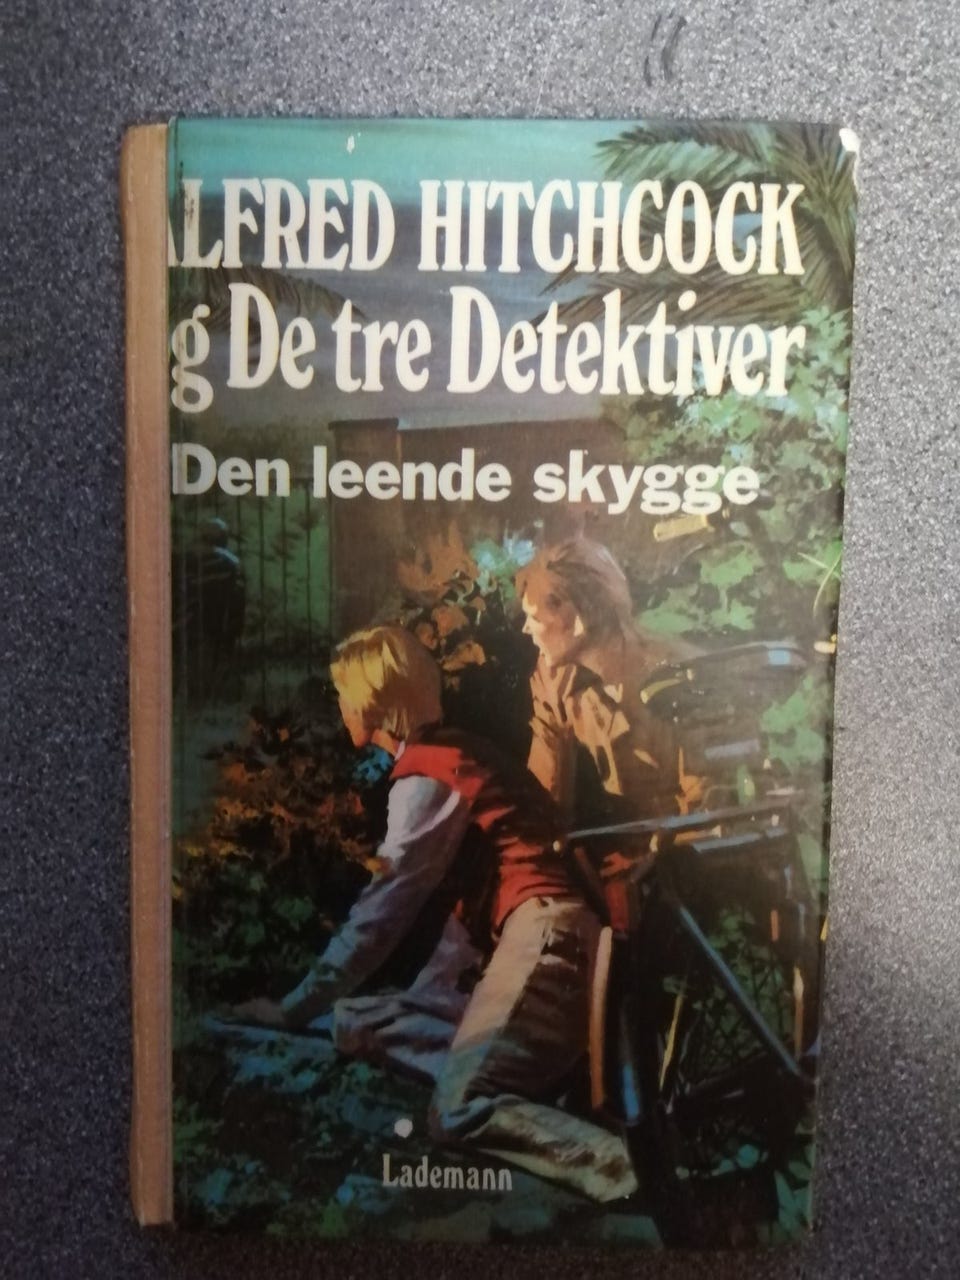 ALFRED HITCHCOCK
g De tre Detektiver
Den leende skygge
Lademann